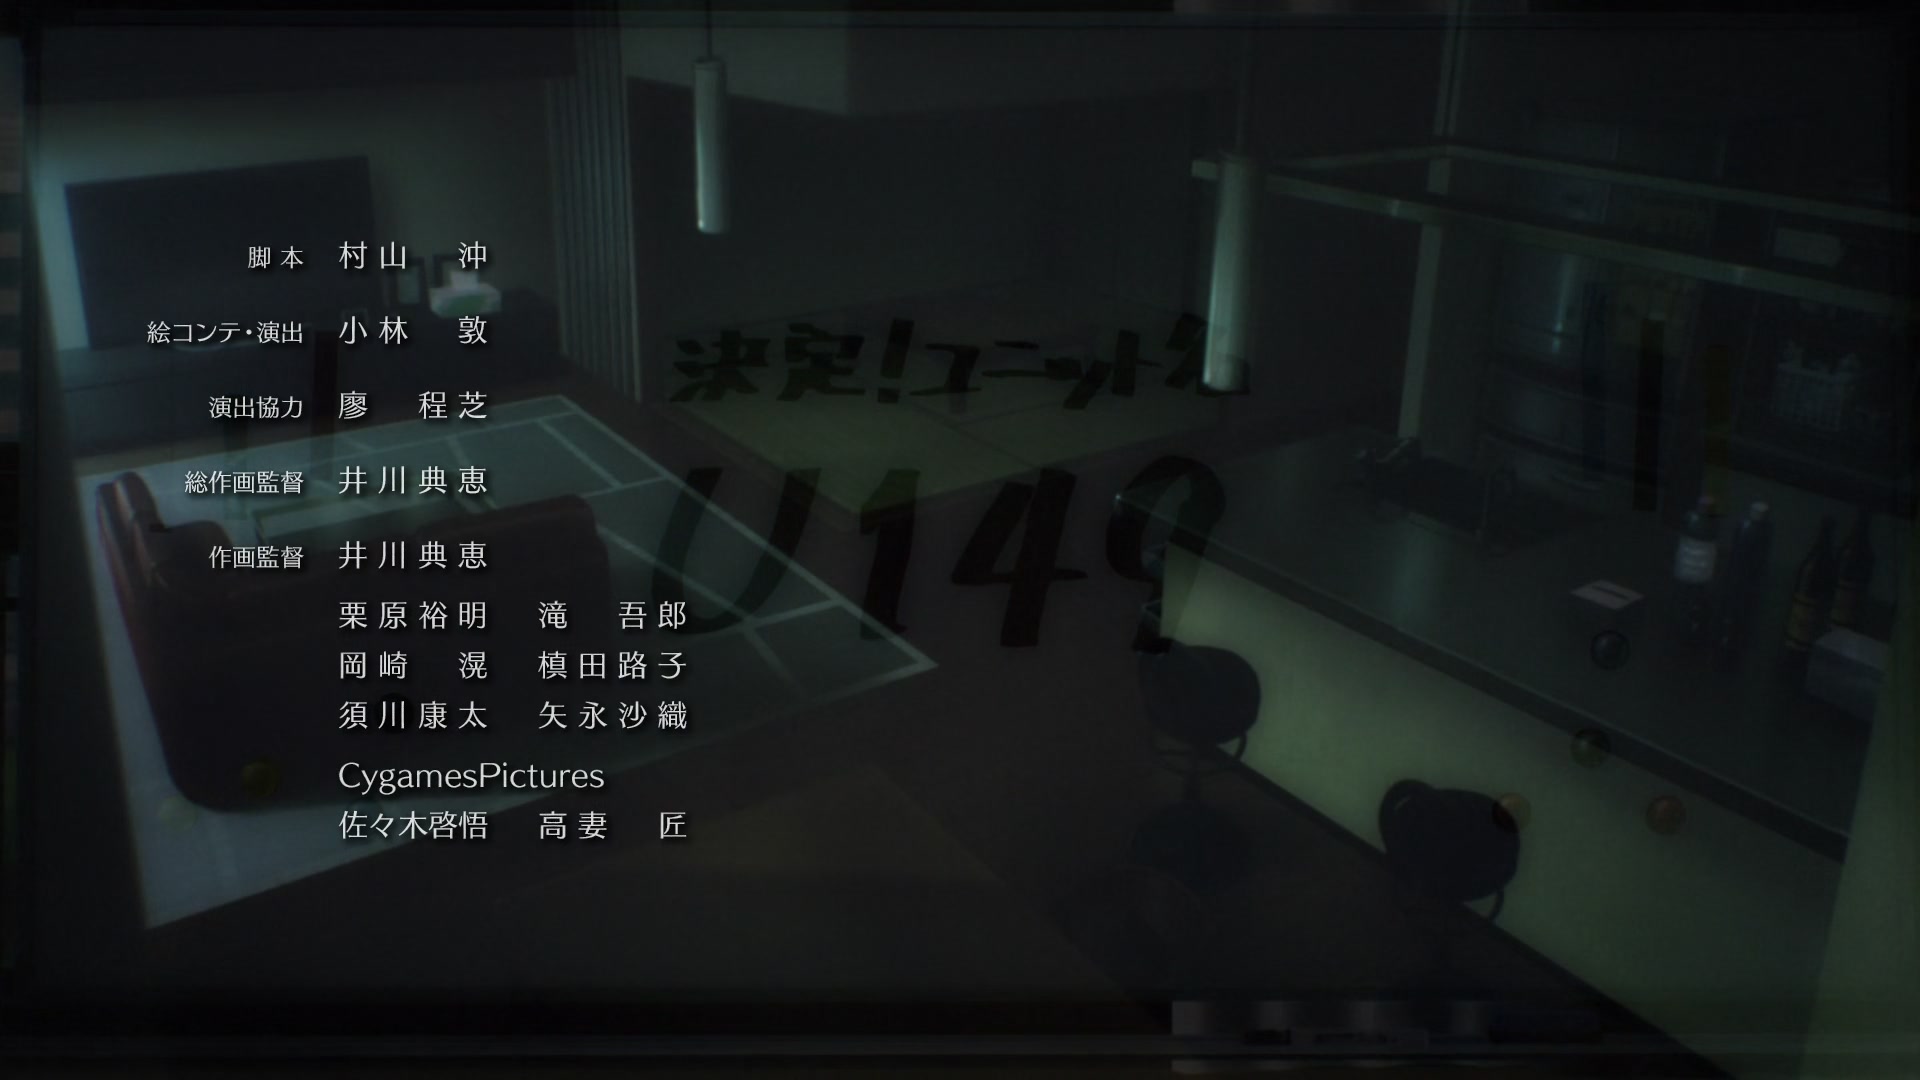 脚本 村山 沖
絵コンテ・演出 小林 敦
演出協力 廖 程芝
総作画監督 井川典恵
作画監督 井川典恵
栗原裕明 滝 吾郎
岡崎 滉 槙田路子
須川康太 矢永沙織
CygamesPictures
佐々木啓悟 高妻 匠
決定!ユニット名
U149